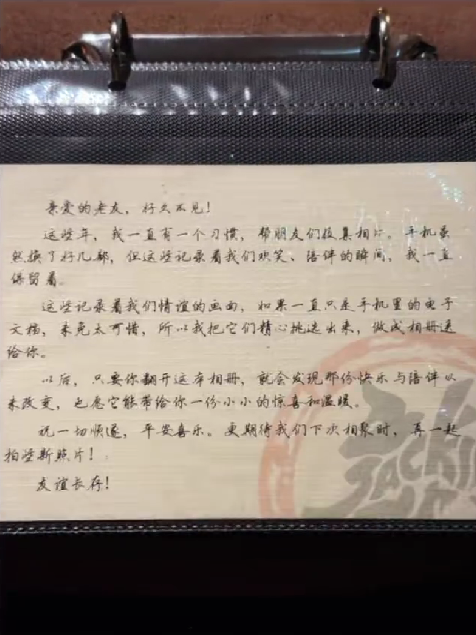 亲爱的老友，好久不见！
这些年，我一直有一个习惯，帮朋友们收集相片，手机虽
然换了好几部，但这些记录着我们欢笑、陪伴的瞬间，我一直
保留着。
这些记录着我们情谊的画面，如果一直只是手机里的电子
文档，未免太可惜，所以我把它们精心挑选出来，做成相册送
给你。
以后，只要你翻开这本相册，就会发现那份快乐与陪伴从
未改变，也愿它能带给你一份小小的惊喜和温暖。
祝一切顺遂，平安喜乐。更期待我们下次相聚时，再一起
拍些新照片！
友谊长存！
JACKIE